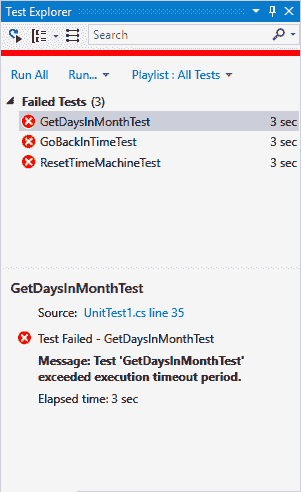 Test Explorer
Search
Run All Run... Playlist : All Tests
Failed Tests (3)
GetDaysInMonthTest 3 sec
GoBackInTimeTest 3 sec
ResetTimeMachineTest 3 sec
GetDaysInMonthTest
Source: UnitTest1.cs line 35
Test Failed - GetDaysInMonthTest
Message: Test 'GetDaysInMonthTest'
exceeded execution timeout period.
Elapsed time: 3 sec